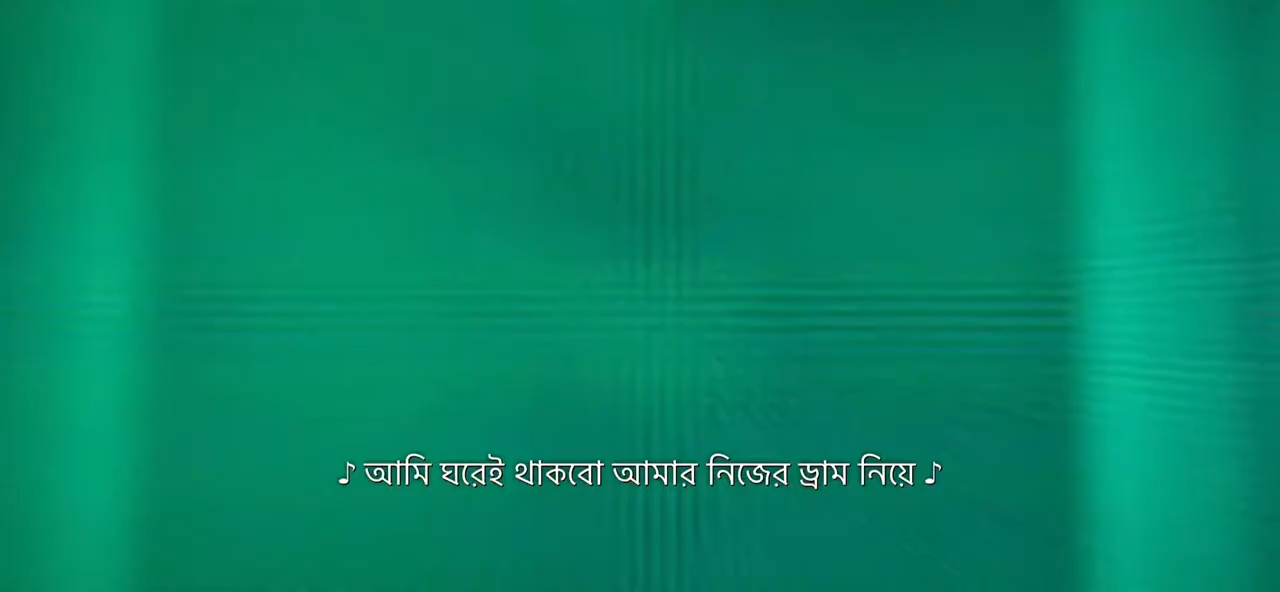 ♪ আমি ঘরেই থাকবো আমার নিজের ড্রাম নিয়ে ♪